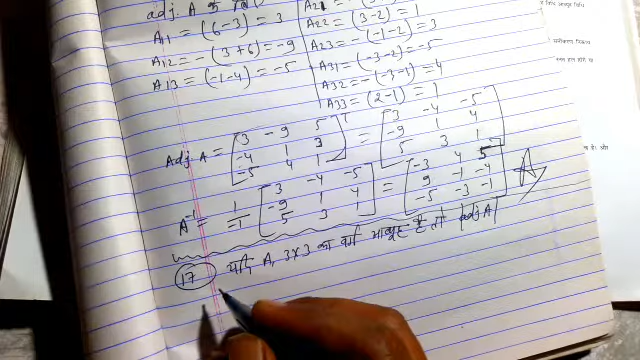 adj. A के
A11 = (6-3) = 3
A12 = -(3+6) = -9
A13 = (-1-4) = -5
A21
A22 = (3-2) = 1
A23 = -(-1-2) = 3
A31 = (-3-2) = -5
A32 = -(-3-1) = 4
A33 = (2-1) = 1
Adj A = [3 -9 5 = [3 -4 -5
-4 1 3 -9 1 4
-5 4 1] 5 3 1]
A⁻¹ = 1/-1 [3 -4 -5 = [-3 4 5
-9 1 4 9 -1 -4
5 3 1] -5 -3 -1]
17 यदि A, 3×3 का वर्ग आव्यूह है तो |adj A|